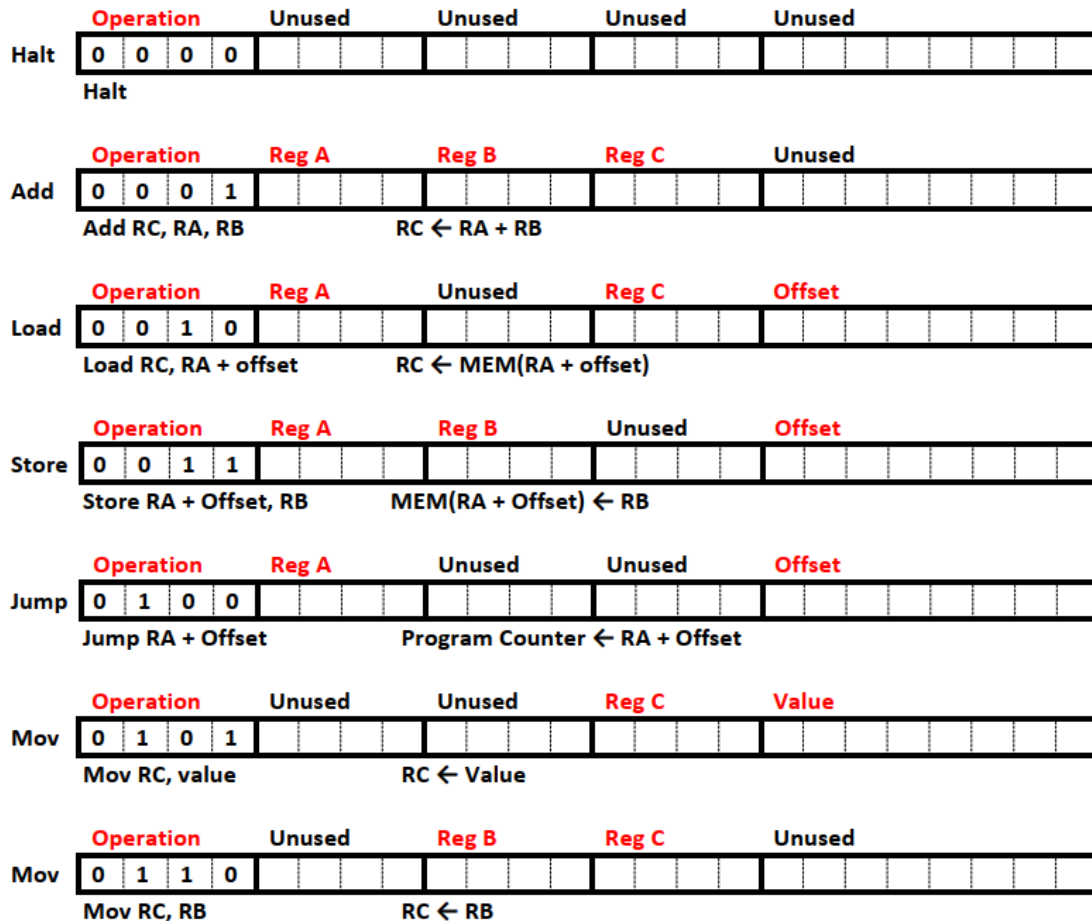 Operation Unused Unused Unused Unused
Halt 0 0 0 0
Halt
Operation Reg A Reg B Reg C Unused
Add 0 0 0 1
Add RC, RA, RB RC ← RA + RB
Operation Reg A Unused Reg C Offset
Load 0 0 1 0
Load RC, RA + offset RC ← MEM(RA + offset)
Operation Reg A Reg B Unused Offset
Store 0 0 1 1
Store RA + Offset, RB MEM(RA + Offset) ← RB
Operation Reg A Unused Unused Offset
Jump 0 1 0 0
Jump RA + Offset Program Counter ← RA + Offset
Operation Unused Unused Reg C Value
Mov 0 1 0 1
Mov RC, value RC ← Value
Operation Unused Reg B Reg C Unused
Mov 0 1 1 0
Mov RC, RB RC ← RB